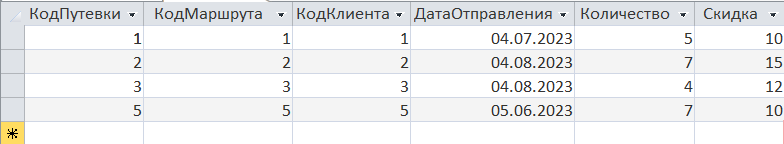 КодПутевки КодМаршрута КодКлиента ДатаОтправления Количество Скидка
1 1 1 04.07.2023 5 10
2 2 2 04.08.2023 7 15
3 3 3 04.08.2023 4 12
5 5 5 05.06.2023 7 10